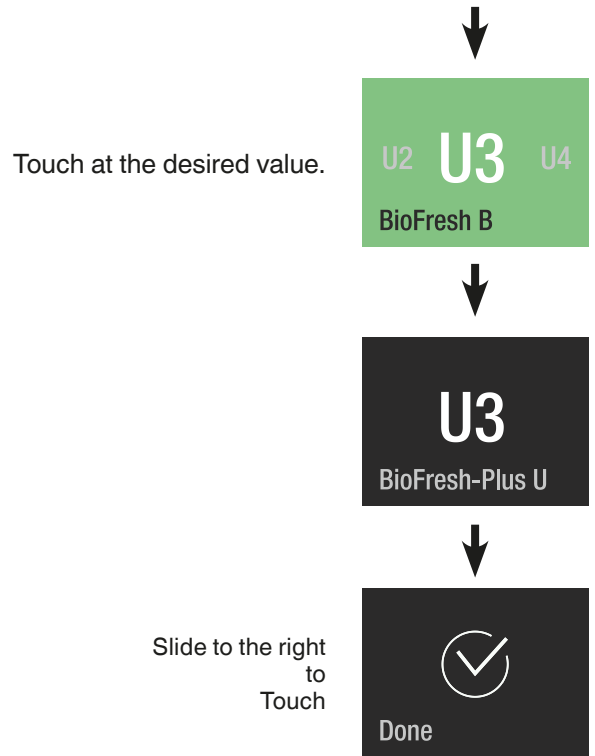 Touch at the desired value.
U2 U3 U4
BioFresh B
U3
BioFresh-Plus U
Slide to the right
to
Touch
Done